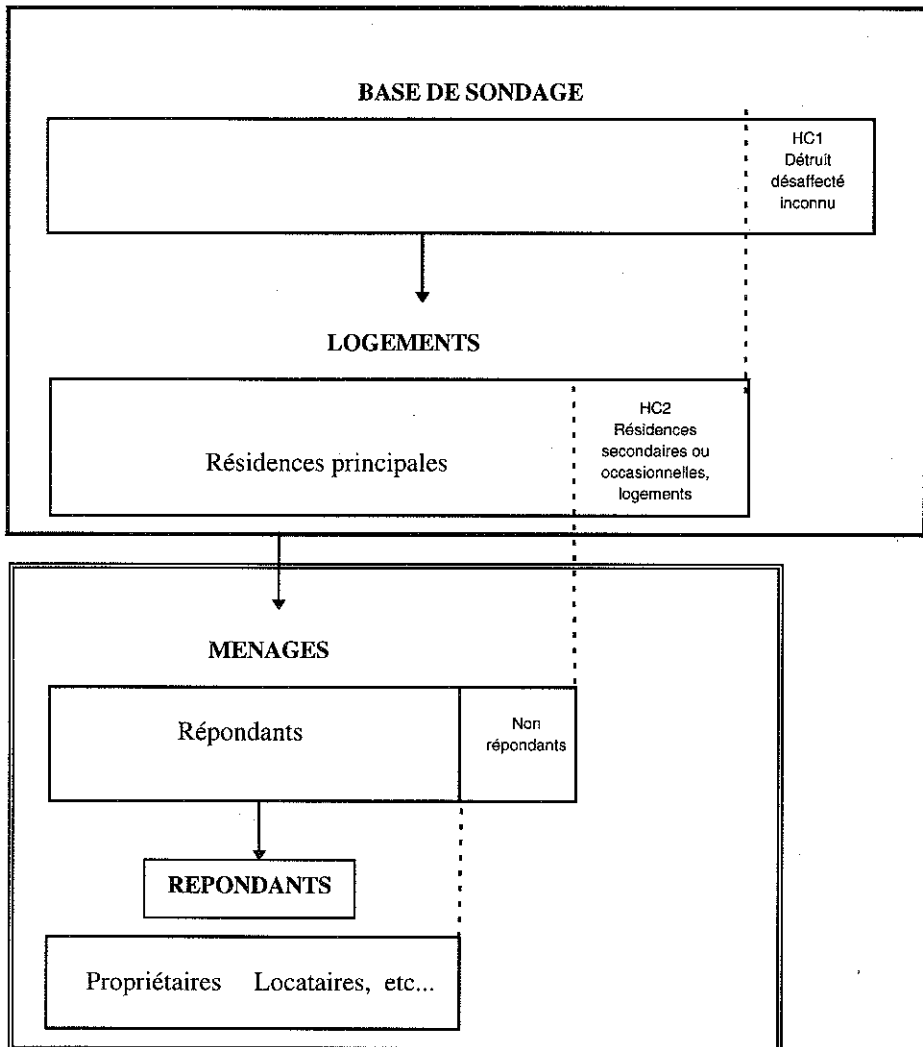 BASE DE SONDAGE
HC1
Détruit
désaffecté
inconnu
LOGEMENTS
Résidences principales
HC2
Résidences
secondaires ou
occasionnelles,
logements
MENAGES
Répondants
Non
répondants
REPONDANTS
Propriétaires Locataires, etc...